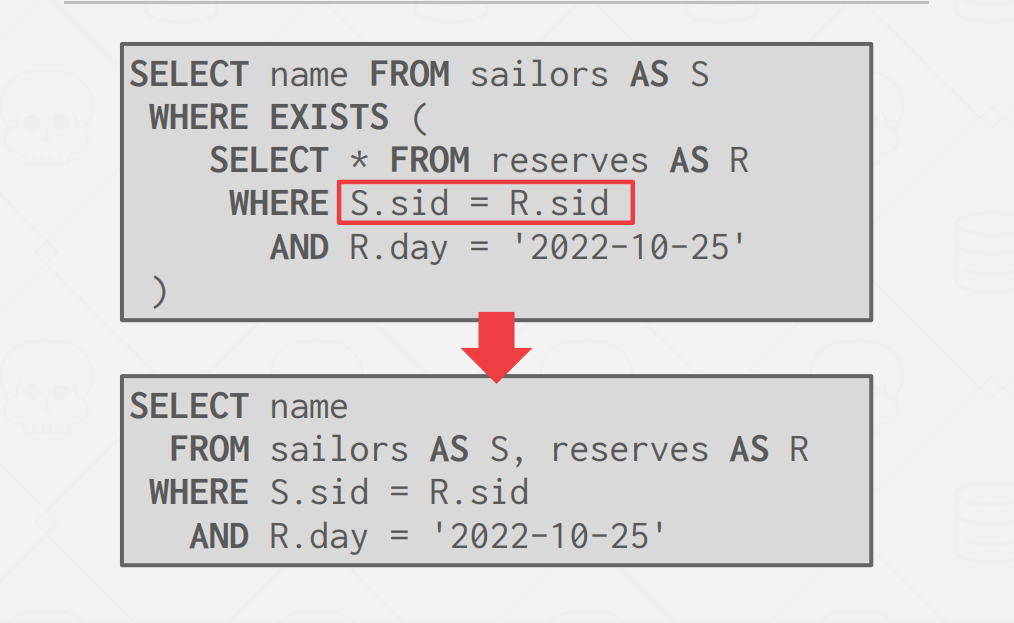 SELECT name FROM sailors AS S
WHERE EXISTS (
SELECT * FROM reserves AS R
WHERE S.sid = R.sid
AND R.day = '2022-10-25'
)
SELECT name
FROM sailors AS S, reserves AS R
WHERE S.sid = R.sid
AND R.day = '2022-10-25'